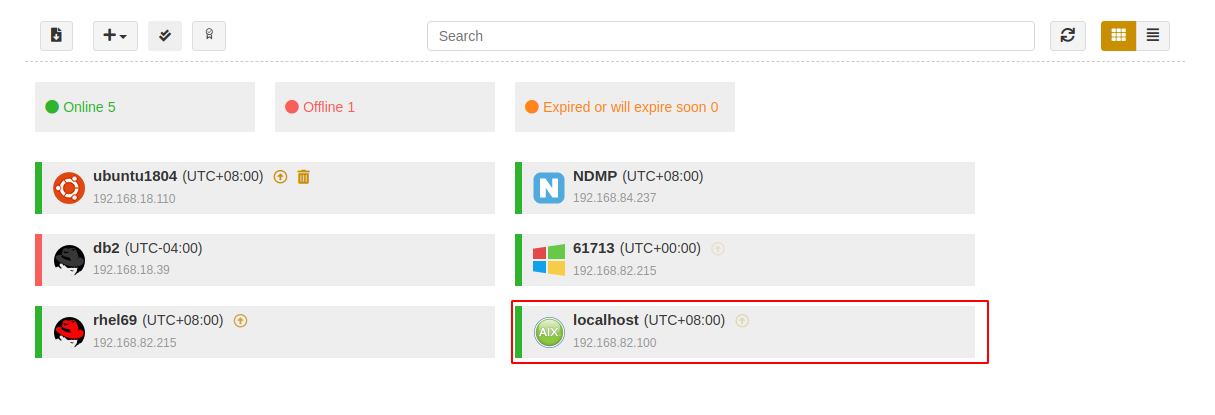 Search
Online 5
Offline 1
Expired or will expire soon 0
ubuntu1804 (UTC+08:00)
192.168.18.110
N
NDMP (UTC+08:00)
192.168.84.237
db2 (UTC-04:00)
192.168.18.39
61713 (UTC+00:00)
192.168.82.215
rhel69 (UTC+08:00)
192.168.82.215
AIX
localhost (UTC+08:00)
192.168.82.100